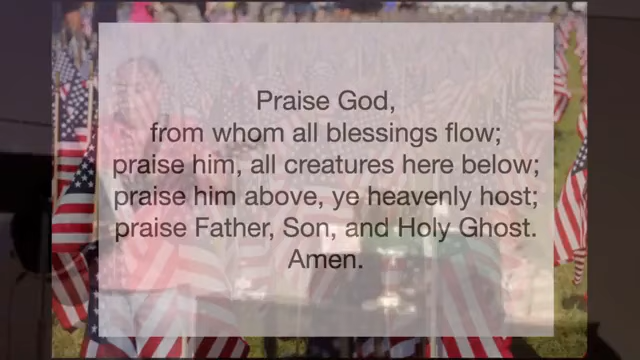 Praise God,
from whom all blessings flow;
praise him, all creatures here below;
praise him above, ye heavenly host;
praise Father, Son, and Holy Ghost.
Amen.